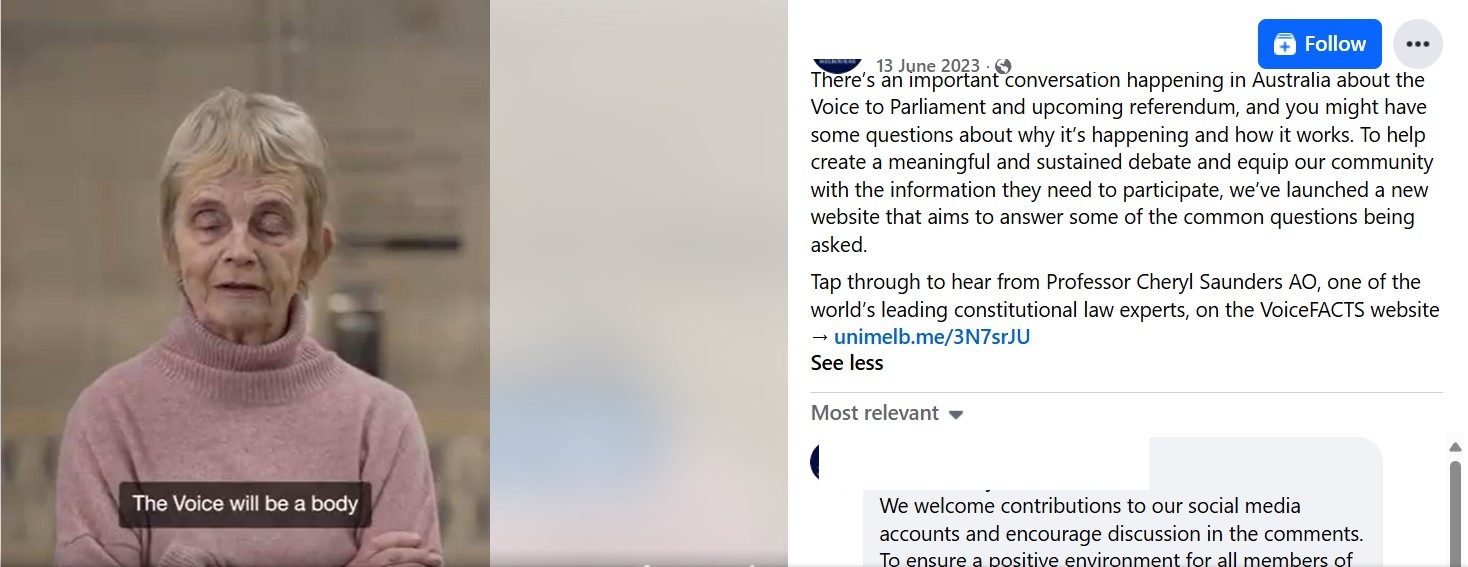 The Voice will be a body
Follow
13 June 2023 ·
There's an important conversation happening in Australia about the
Voice to Parliament and upcoming referendum, and you might have
some questions about why it's happening and how it works. To help
create a meaningful and sustained debate and equip our community
with the information they need to participate, we've launched a new
website that aims to answer some of the common questions being
asked.
Tap through to hear from Professor Cheryl Saunders AO, one of the
world's leading constitutional law experts, on the VoiceFACTS website
→ unimelb.me/3N7srJU
See less
Most relevant
We welcome contributions to our social media
accounts and encourage discussion in the comments.
To ensure a positive environment for all members of